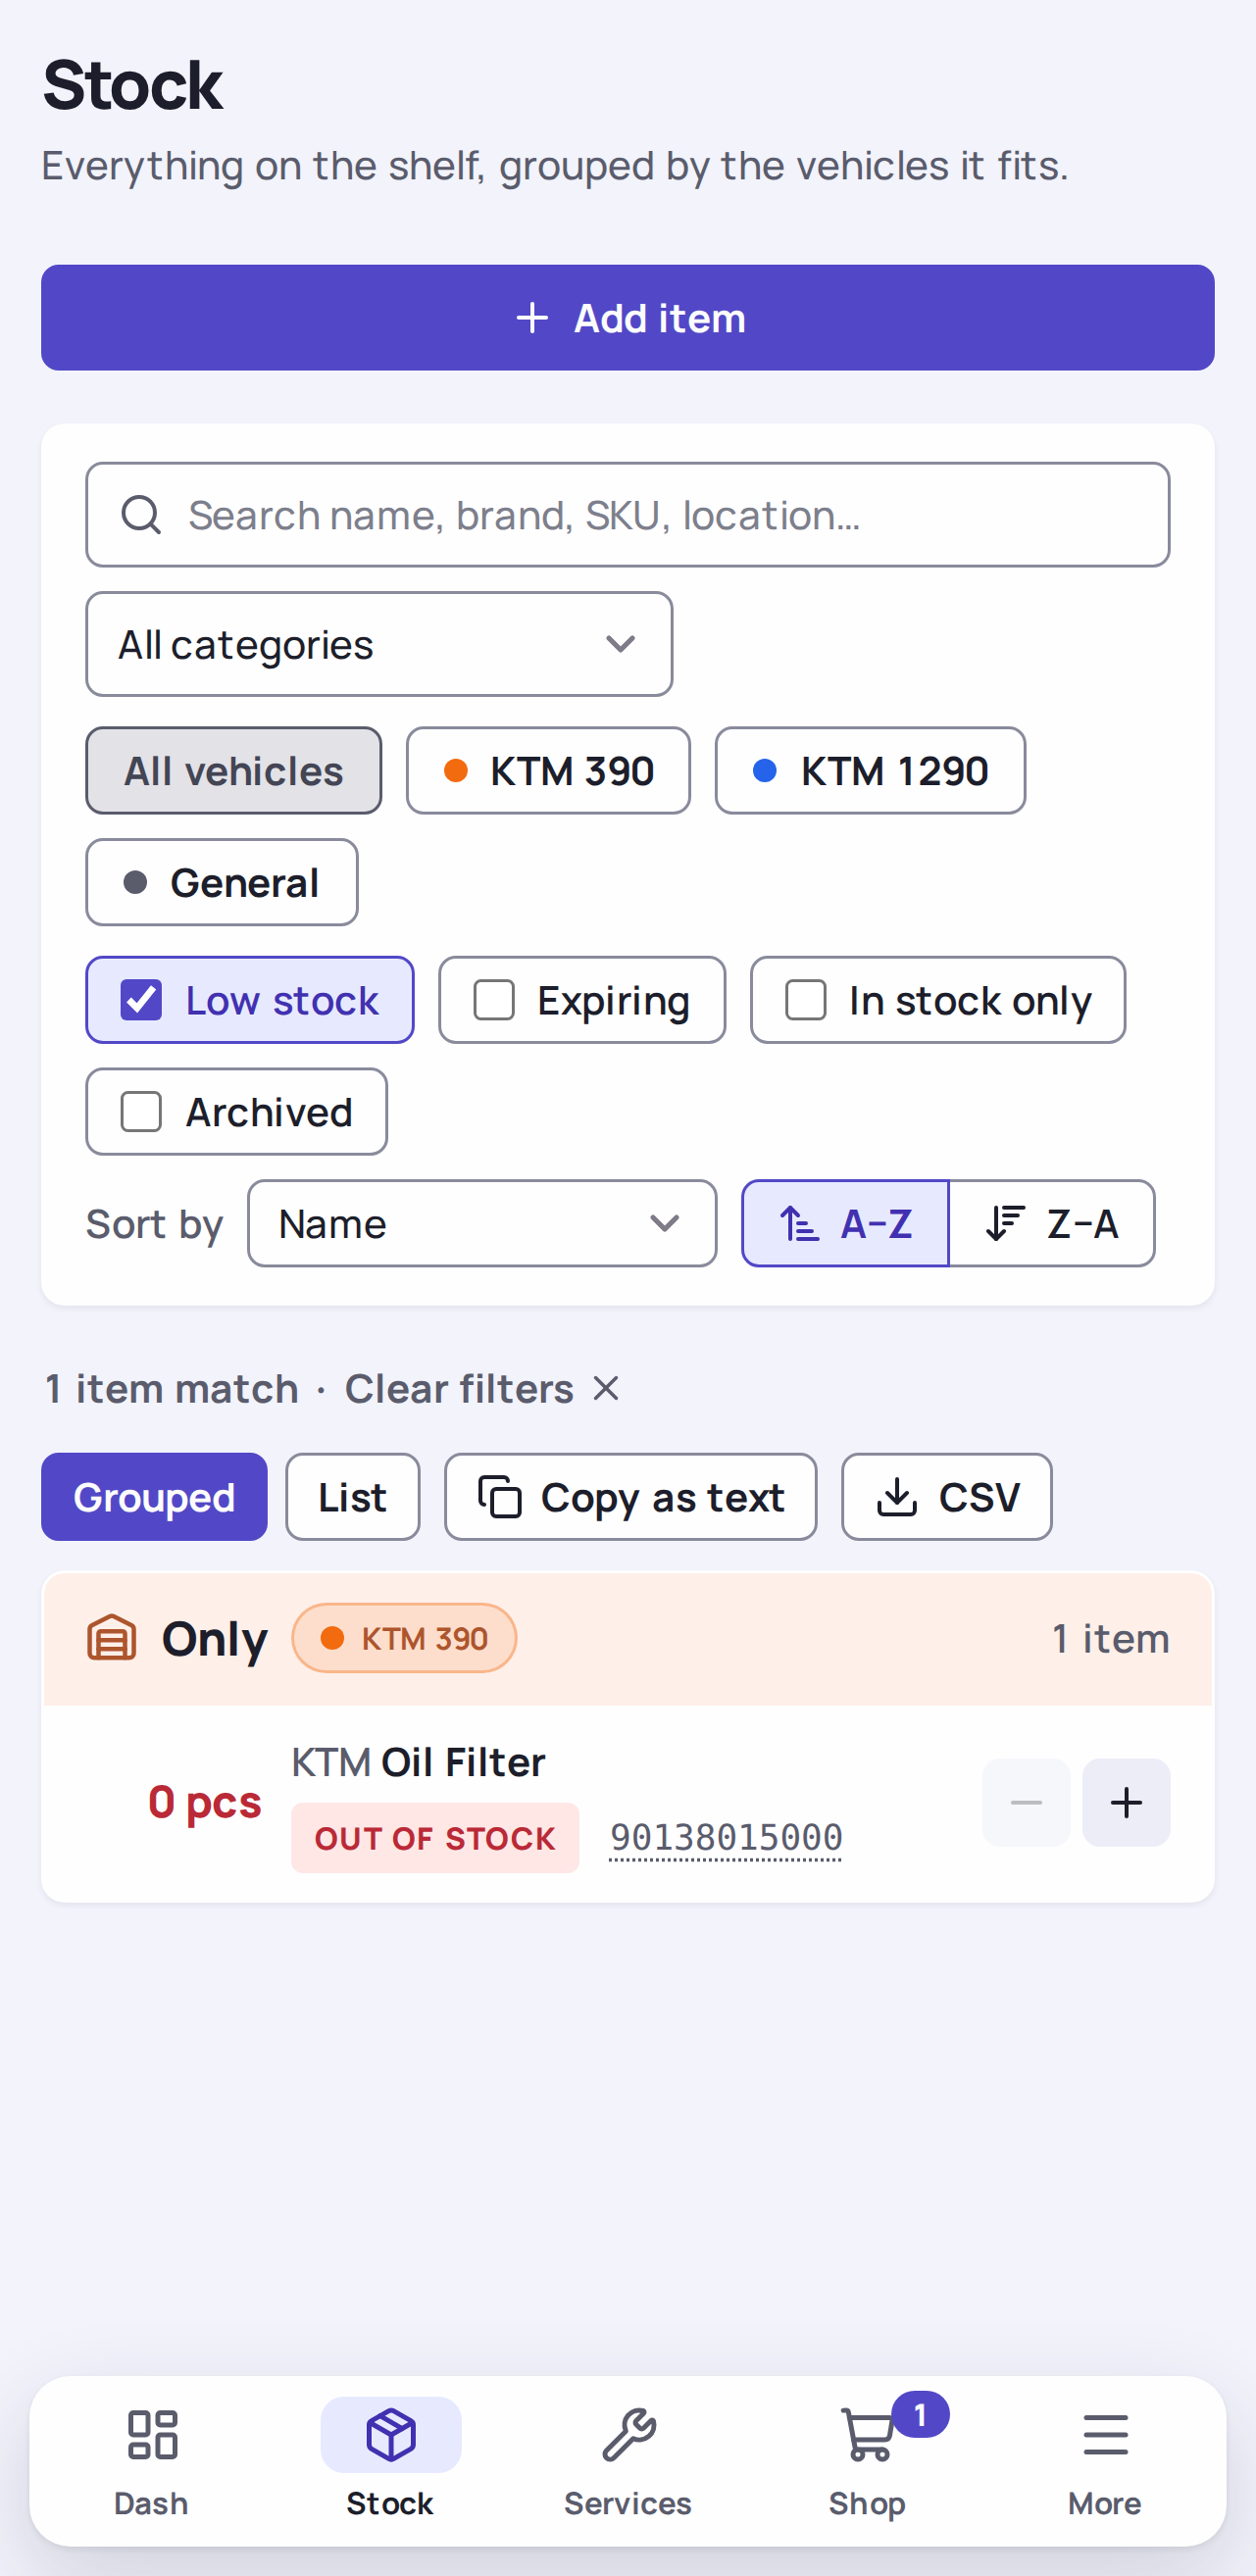 Stock
Everything on the shelf, grouped by the vehicles it fits.
Add item
Search name, brand, SKU, location…
All categories
All vehicles KTM 390 KTM 1290
General
Low stock Expiring In stock only
Archived
Sort by Name A–Z Z–A
1 item match · Clear filters
Grouped List Copy as text CSV
Only KTM 390 1 item
KTM Oil Filter
0 pcs
OUT OF STOCK 90138015000
1
Dash Stock Services Shop More